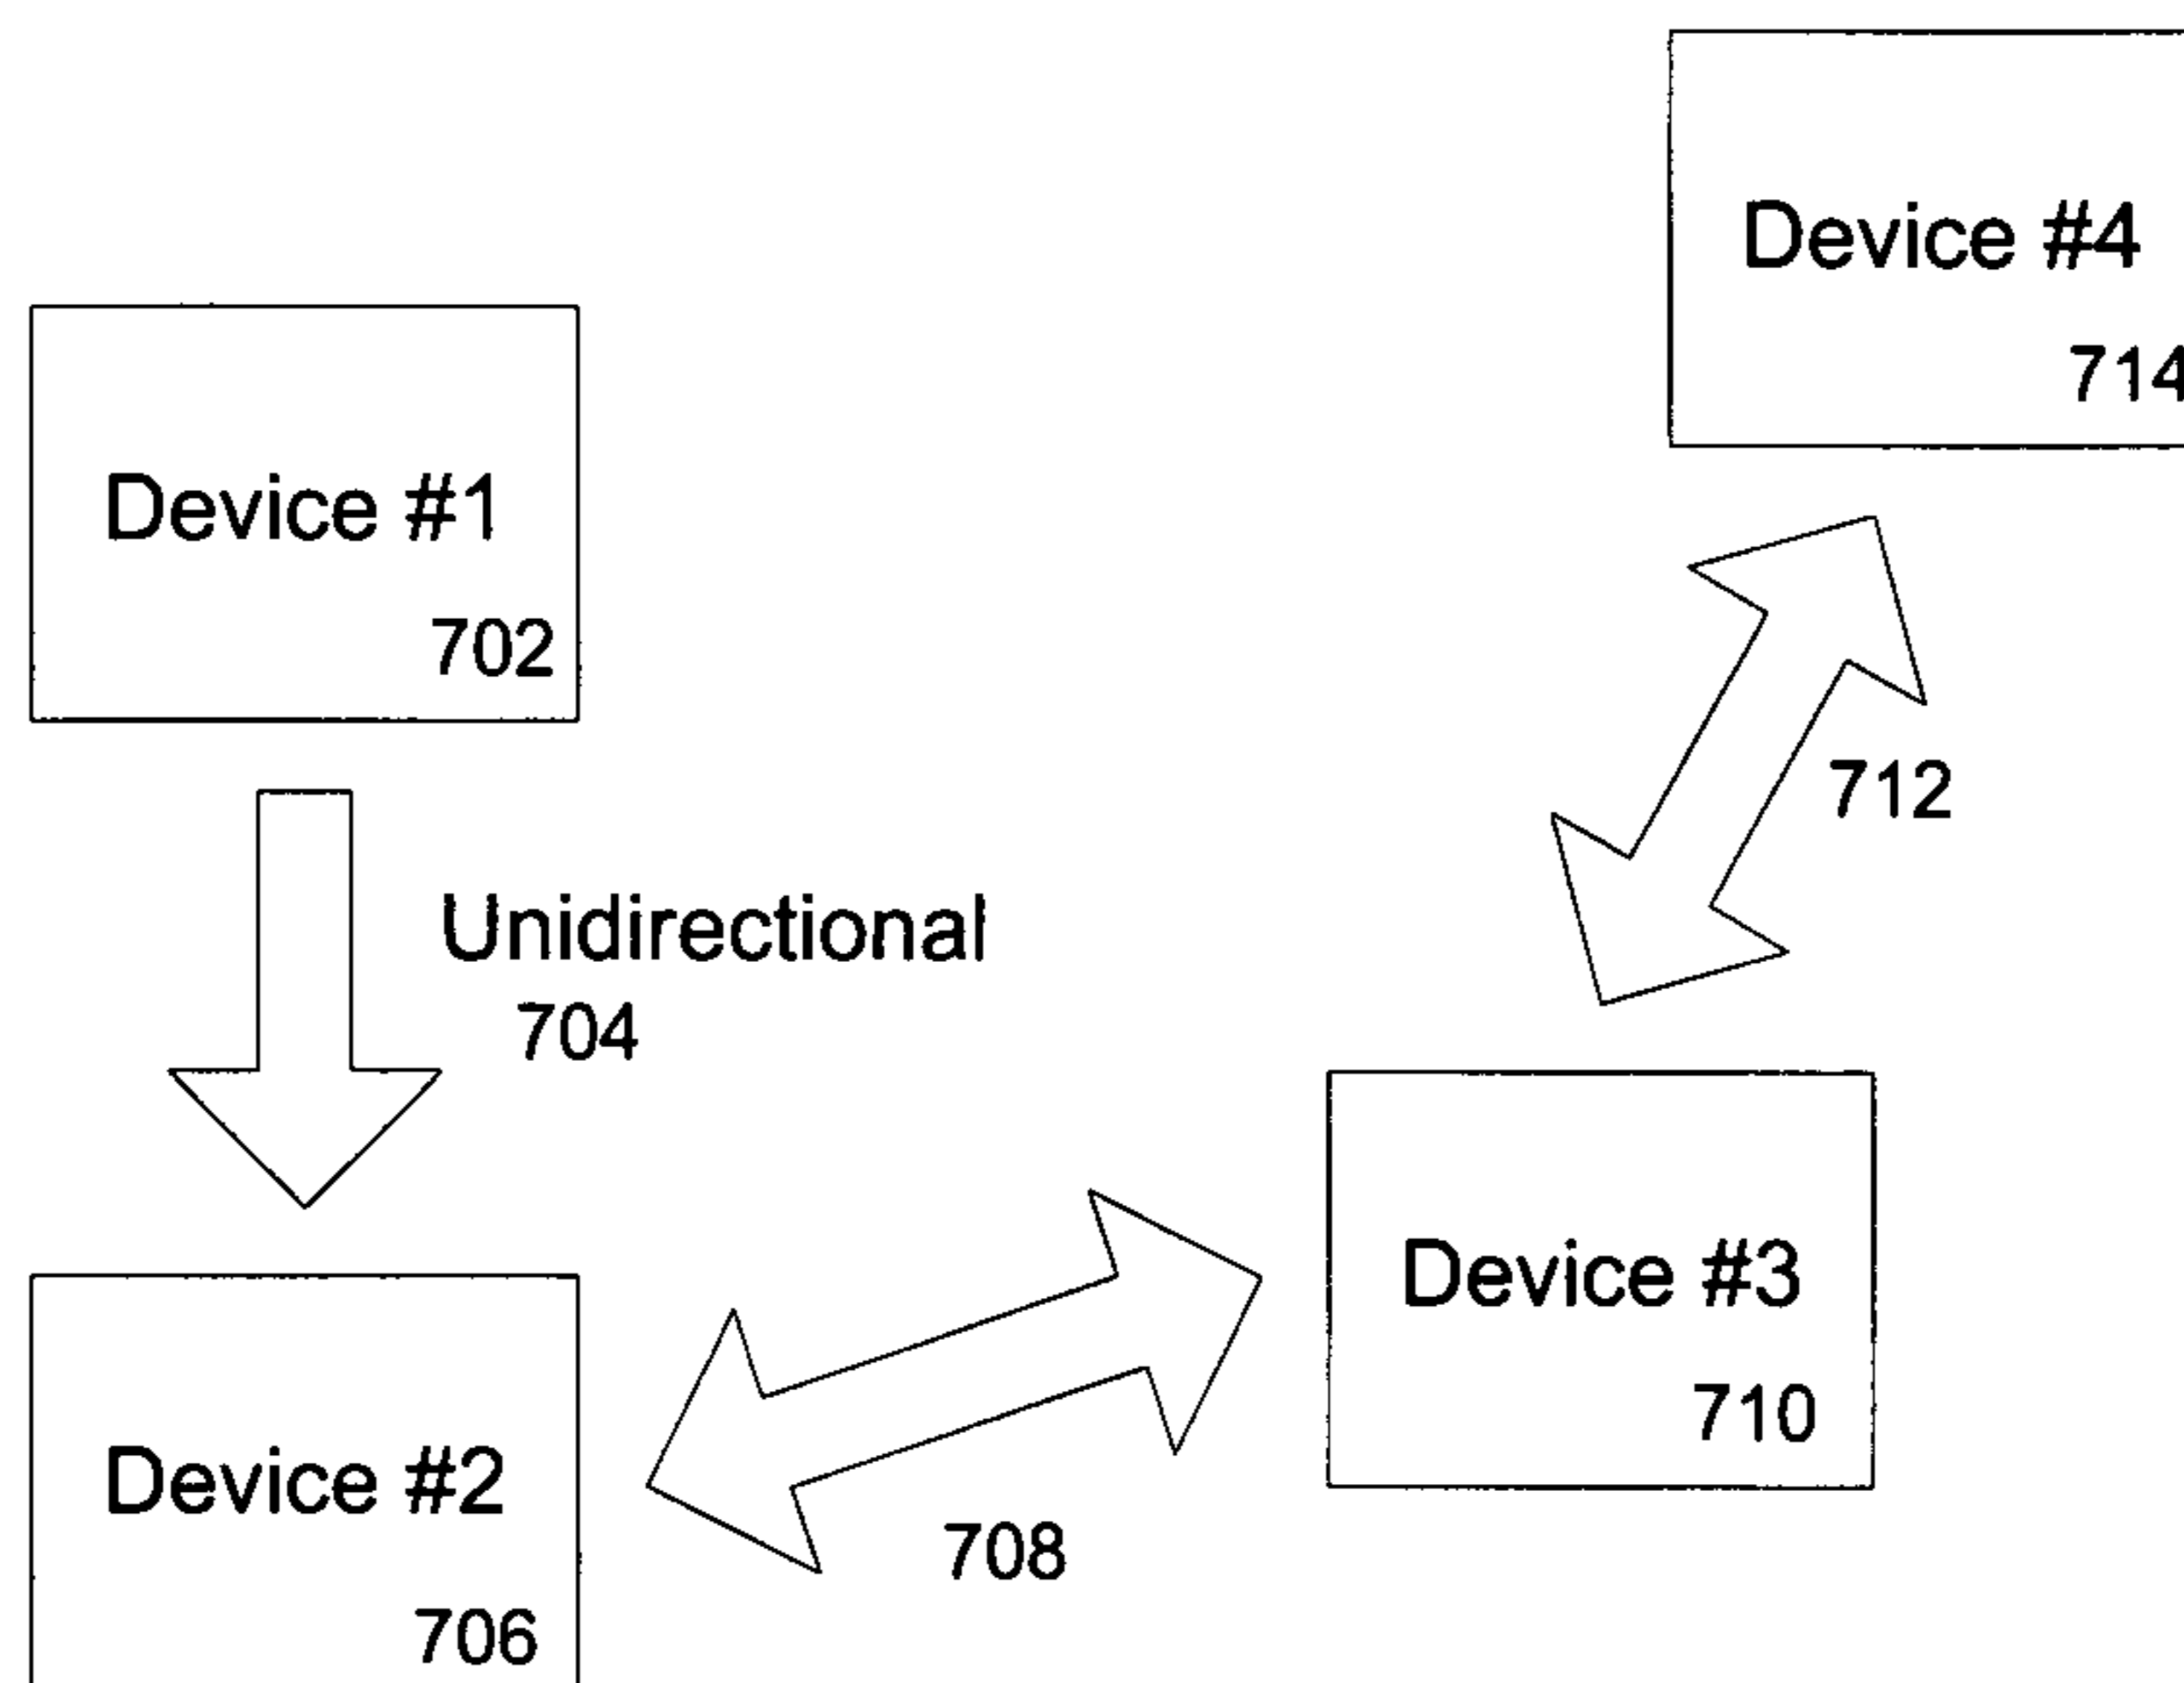 Device #4
714
Device #1
702
712
Unidirectional
704
Device #3
710
Device #2
708
706